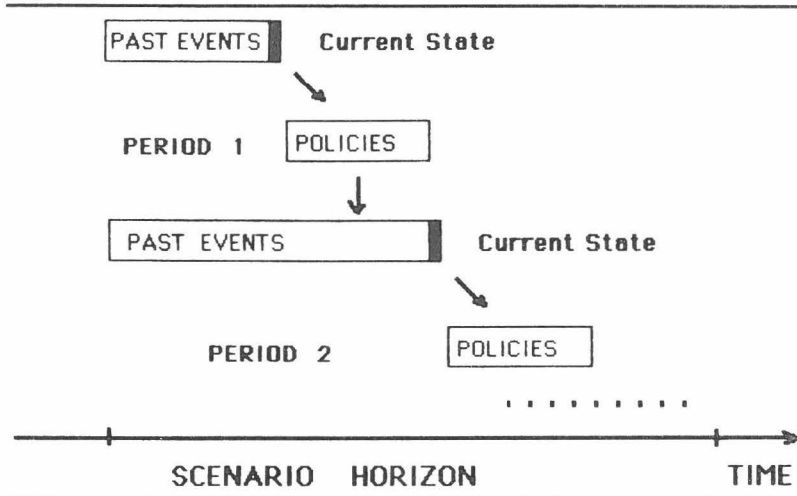 PAST EVENTS Current State
PERIOD 1 POLICIES
PAST EVENTS Current State
PERIOD 2 POLICIES
SCENARIO HORIZON TIME